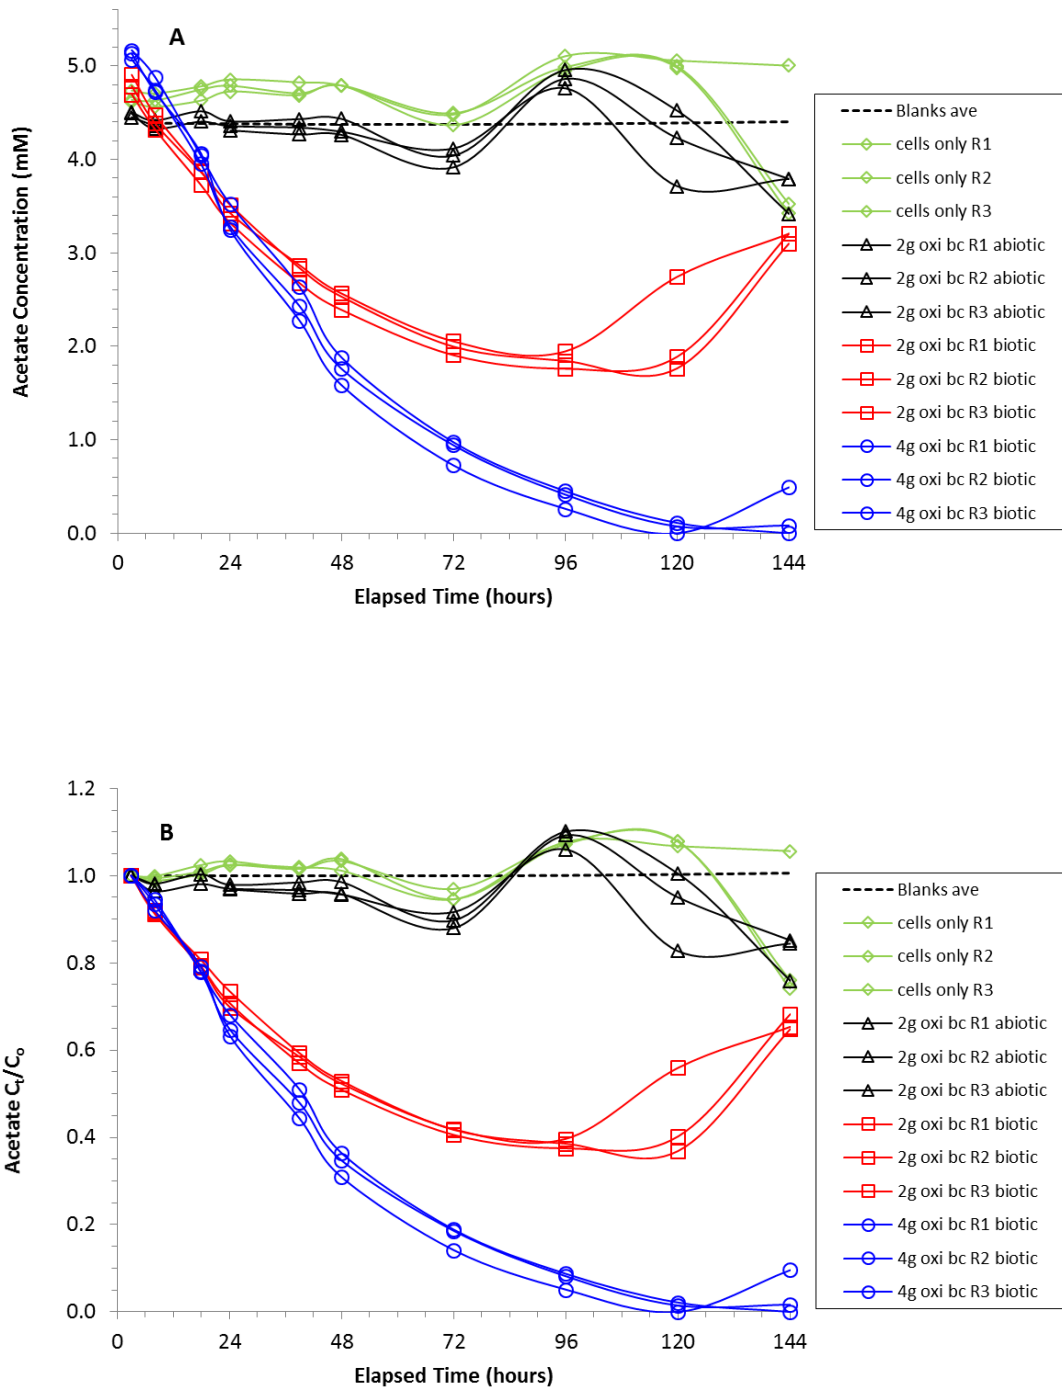 A
5.0
4.0
3.0
2.0
1.0
0.0
Acetate Concentration (mM)
0 24 48 72 96 120 144
Elapsed Time (hours)
Blanks ave
cells only R1
cells only R2
cells only R3
2g oxi bc R1 abiotic
2g oxi bc R2 abiotic
2g oxi bc R3 abiotic
2g oxi bc R1 biotic
2g oxi bc R2 biotic
2g oxi bc R3 biotic
4g oxi bc R1 biotic
4g oxi bc R2 biotic
4g oxi bc R3 biotic
B
1.2
1.0
0.8
0.6
0.4
0.2
0.0
Acetate Ct/Co
0 24 48 72 96 120 144
Elapsed Time (hours)
Blanks ave
cells only R1
cells only R2
cells only R3
2g oxi bc R1 abiotic
2g oxi bc R2 abiotic
2g oxi bc R3 abiotic
2g oxi bc R1 biotic
2g oxi bc R2 biotic
2g oxi bc R3 biotic
4g oxi bc R1 biotic
4g oxi bc R2 biotic
4g oxi bc R3 biotic